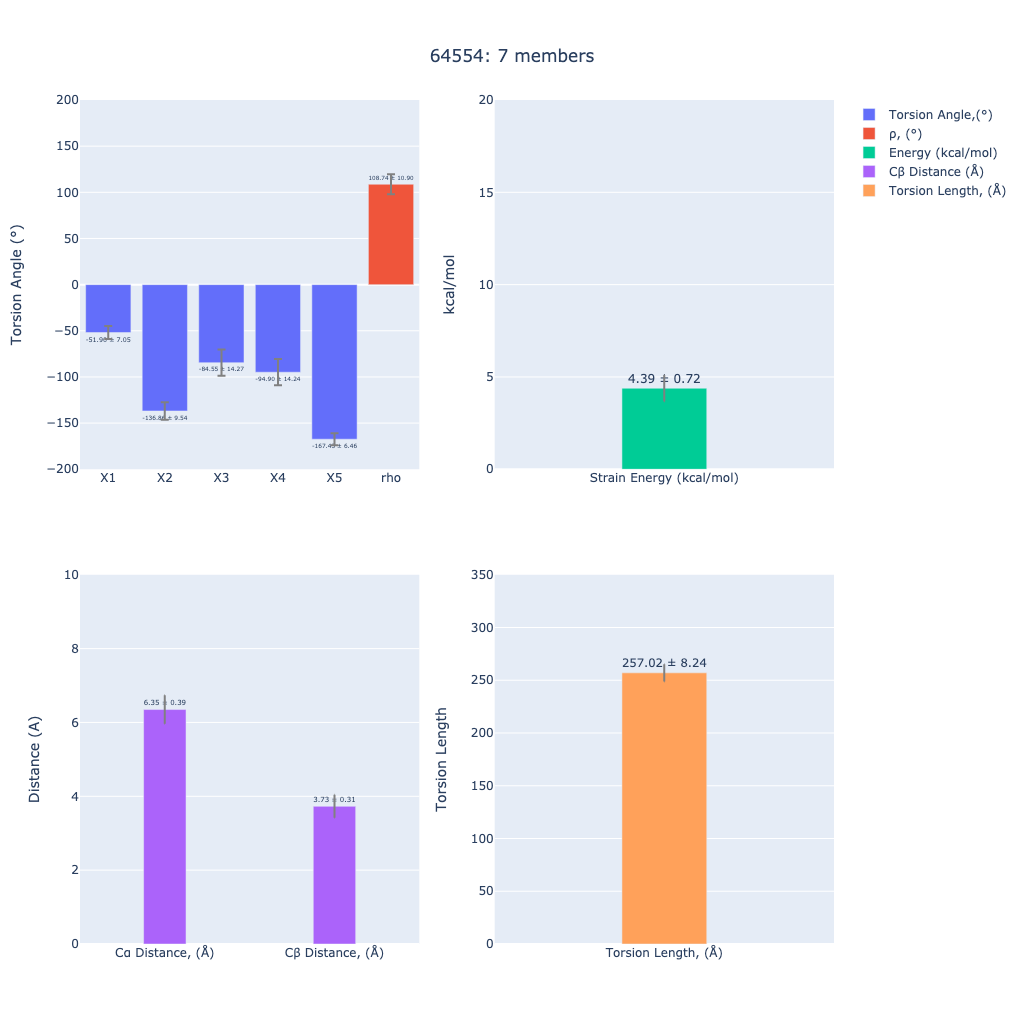 64554: 7 members
200
150
100
50
0
−50
−100
−150
−200
Torsion Angle (°)
108.74 ± 10.90
-84.55 ± 14.27
-94.90 ± 14.24
X1 X2 X3 X4 X5 rho
20
15
10
5
0
kcal/mol
4.39 ± 0.72
Strain Energy (kcal/mol)
Torsion Angle,(°)
ρ, (°)
Energy (kcal/mol)
Cβ Distance (Å)
Torsion Length, (Å)
10
8
6
4
2
0
Distance (A)
6.35 ± 0.39
3.73 ± 0.31
Cα Distance, (Å) Cβ Distance, (Å)
350
300
250
200
150
100
50
0
Torsion Length
257.02 ± 8.24
Torsion Length, (Å)